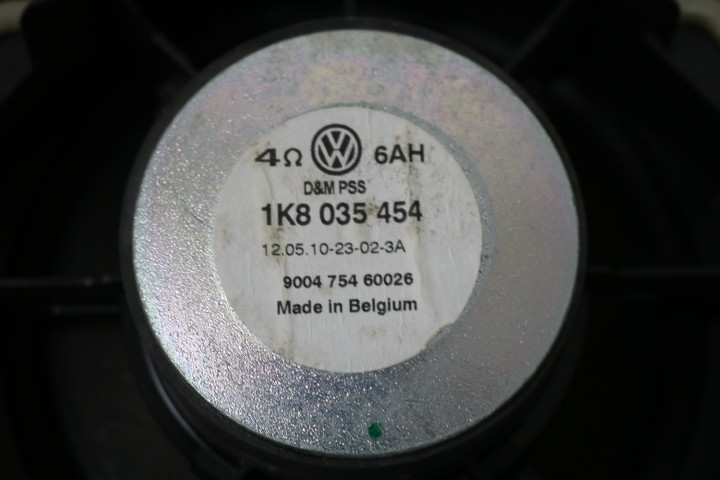 4Ω VW 6AH
D&M PSS
1K8 035 454
12.05.10-23-02-3A
9004 754 60026
Made in Belgium